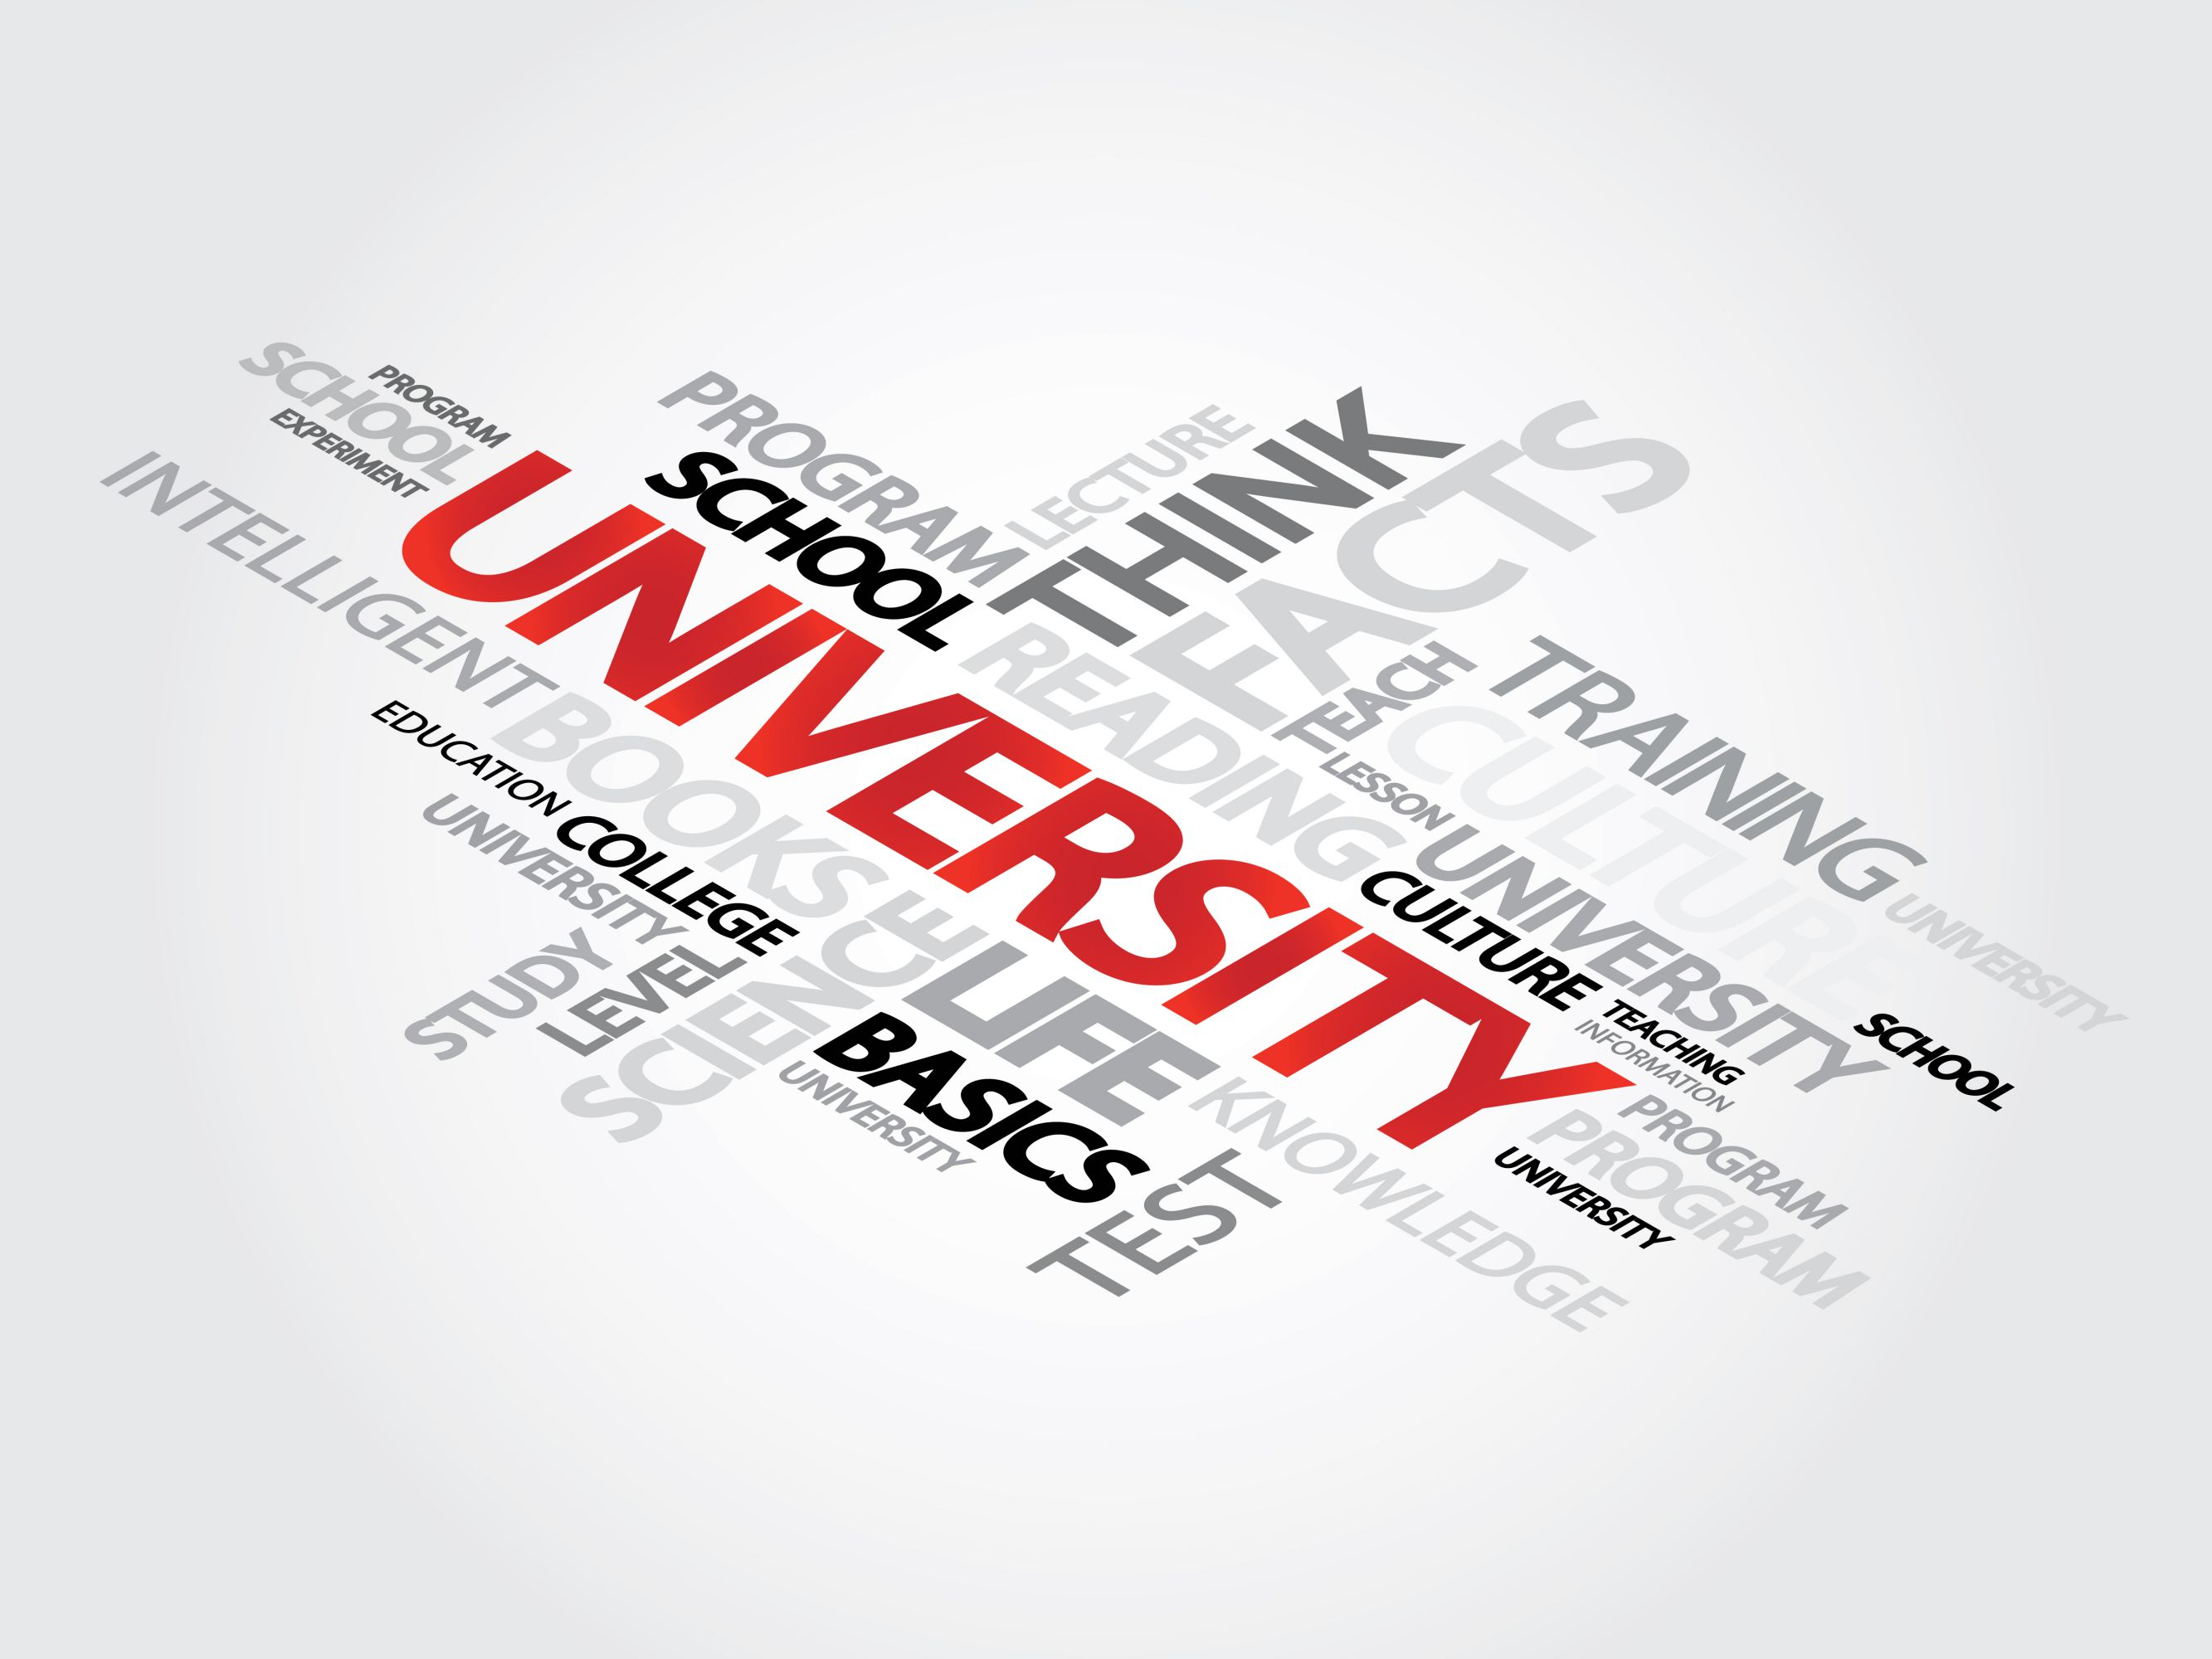 SCHOOL
PROGRAM
EXPERIMENT
INTELLIGENT
PROGRAM
SCHOOL
LECTURE
THINK
FACTS
UNIVERSITY
READING
TEACH
TRAINING
CULTURE
LESSON
UNIVERSITY
UNIVERSITY
BOOKS
EDUCATION
COLLEGE
UNIVERSITY
CULTURE
TEACHING
INFORMATION
SCHOOL
STUDY
LEVEL
SCIENCE
LIFE
BASICS
UNIVERSITY
KNOWLEDGE
PROGRAM
PROGRAM
UNIVERSITY
TEST